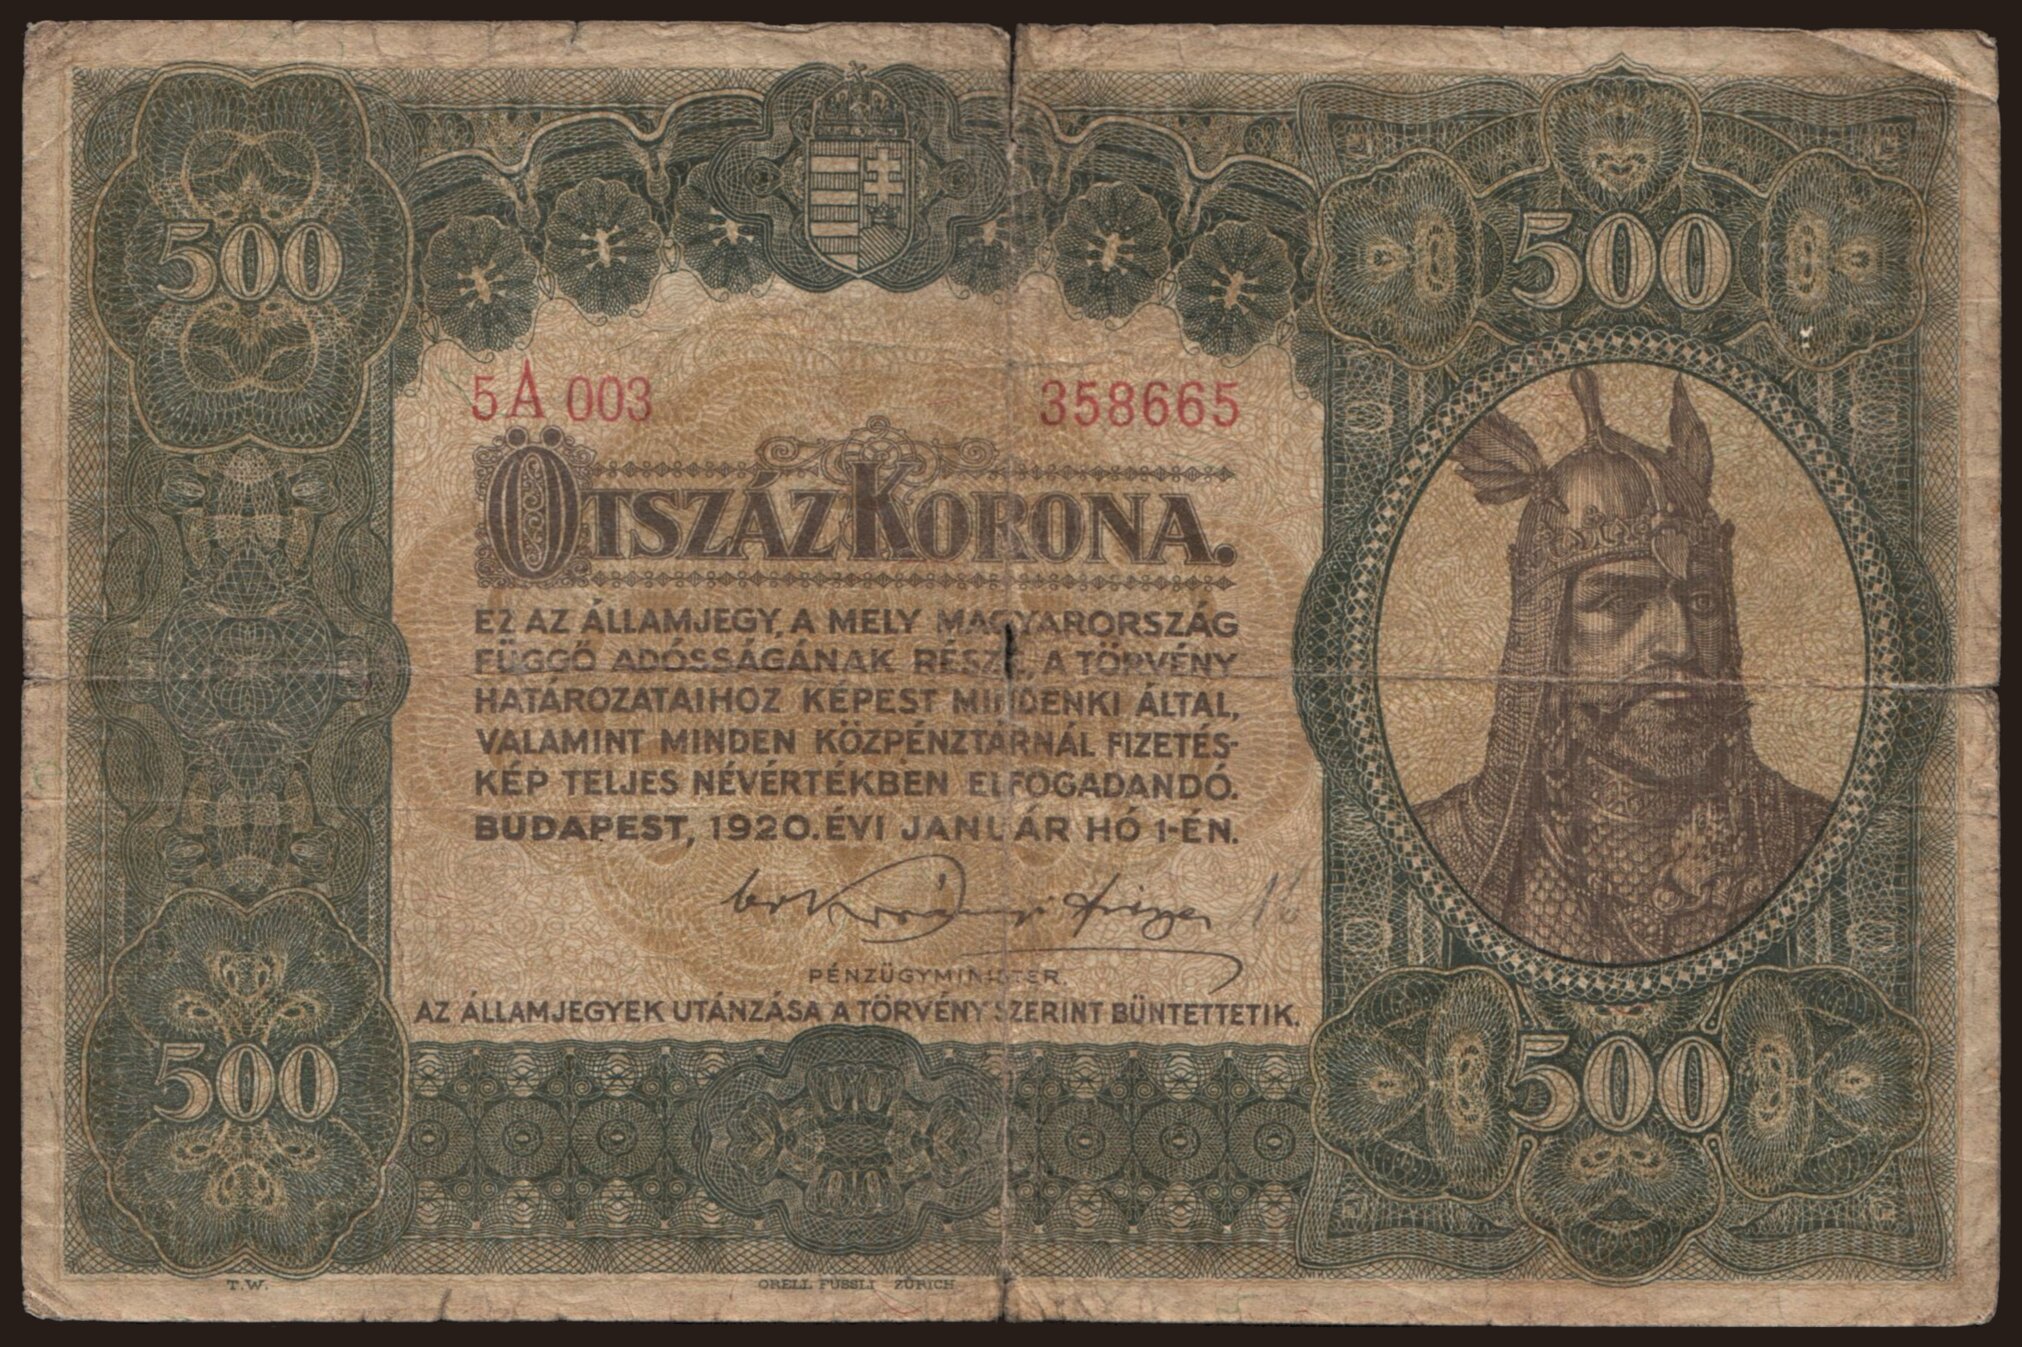 500
500
5A 003
358665
ÖTSZÁZ KORONA.
EZ AZ ÁLLAMJEGY, A MELY MAGYARORSZÁG
FÜGGŐ ADÓSSÁGÁNAK RÉSZE, A TÖRVÉNY
HATÁROZATAIHOZ KÉPEST MINDENKI ÁLTAL,
VALAMINT MINDEN KÖZPÉNZTÁRNÁL FIZETÉS-
KÉP TELJES NÉVÉRTÉKBEN ELFOGADANDÓ.
BUDAPEST, 1920. ÉVI JANUÁR HÓ 1-ÉN.
PÉNZÜGYMINISTER.
AZ ÁLLAMJEGYEK UTÁNZÁSA A TÖRVÉNY SZERINT BÜNTETTETIK.
500
500
T.W.
ORELL FÜSSLI ZÜRICH